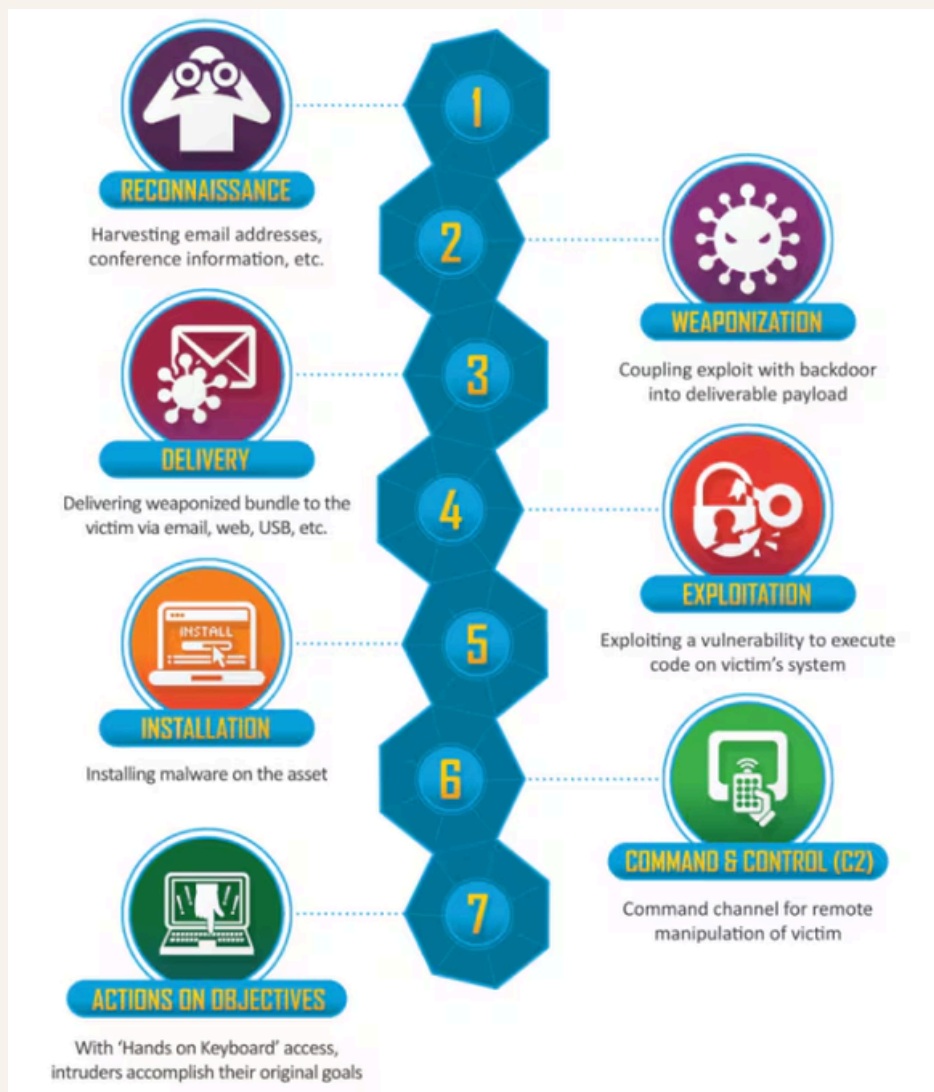 1
RECONNAISSANCE
Harvesting email addresses,
conference information, etc.
2
WEAPONIZATION
Coupling exploit with backdoor
into deliverable payload
3
DELIVERY
Delivering weaponized bundle to the
victim via email, web, USB, etc.
4
EXPLOITATION
Exploiting a vulnerability to execute
code on victim's system
5
INSTALL
INSTALLATION
Installing malware on the asset
6
COMMAND & CONTROL (C2)
Command channel for remote
manipulation of victim
7
ACTIONS ON OBJECTIVES
With 'Hands on Keyboard' access,
intruders accomplish their original goals